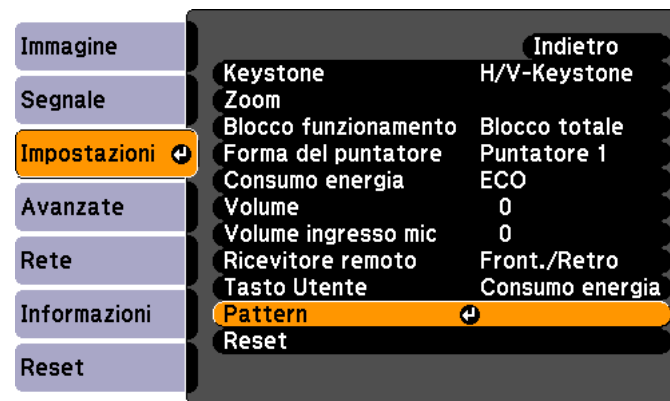 Immagine
Segnale
Impostazioni
Avanzate
Rete
Informazioni
Reset
Indietro
Keystone H/V-Keystone
Zoom
Blocco funzionamento Blocco totale
Forma del puntatore Puntatore 1
Consumo energia ECO
Volume 0
Volume ingresso mic 0
Ricevitore remoto Front./Retro
Tasto Utente Consumo energia
Pattern
Reset